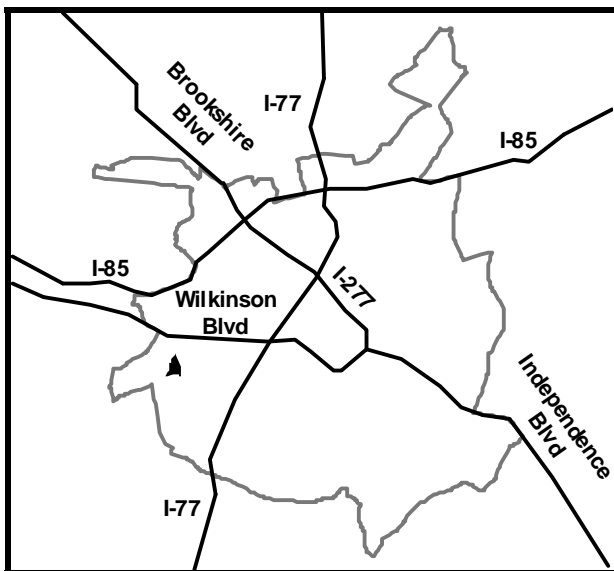 Brookshire
Blvd
I-77
I-85
I-85
Wilkinson
Blvd
I-277
Independence
Blvd
I-77